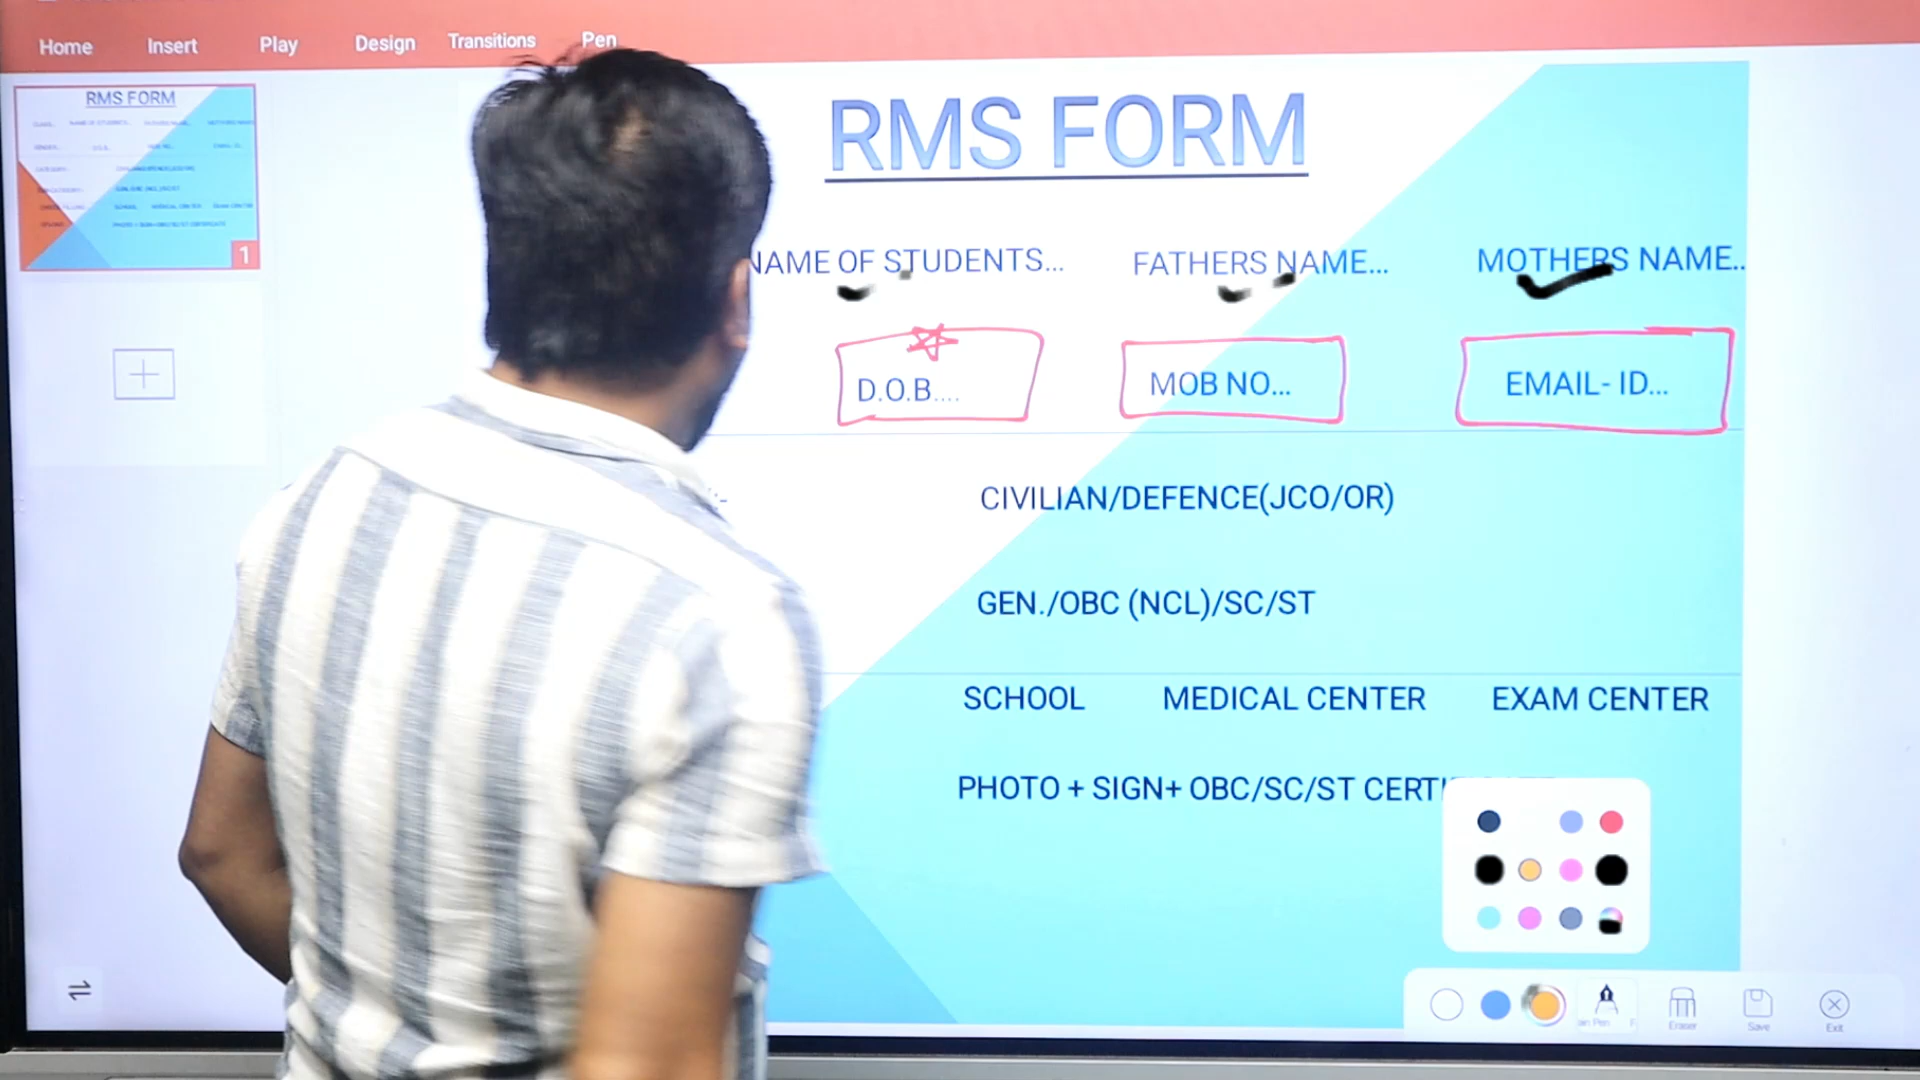 Home Insert Play Design Transitions Pen
RMS FORM
1
RMS FORM
NAME OF STUDENTS... FATHERS NAME... MOTHERS NAME..
D.O.B.... MOB NO... EMAIL- ID...
:-
CIVILIAN/DEFENCE(JCO/OR)
GEN./OBC (NCL)/SC/ST
SCHOOL MEDICAL CENTER EXAM CENTER
PHOTO + SIGN+ OBC/SC/ST
Eraser Save Exit